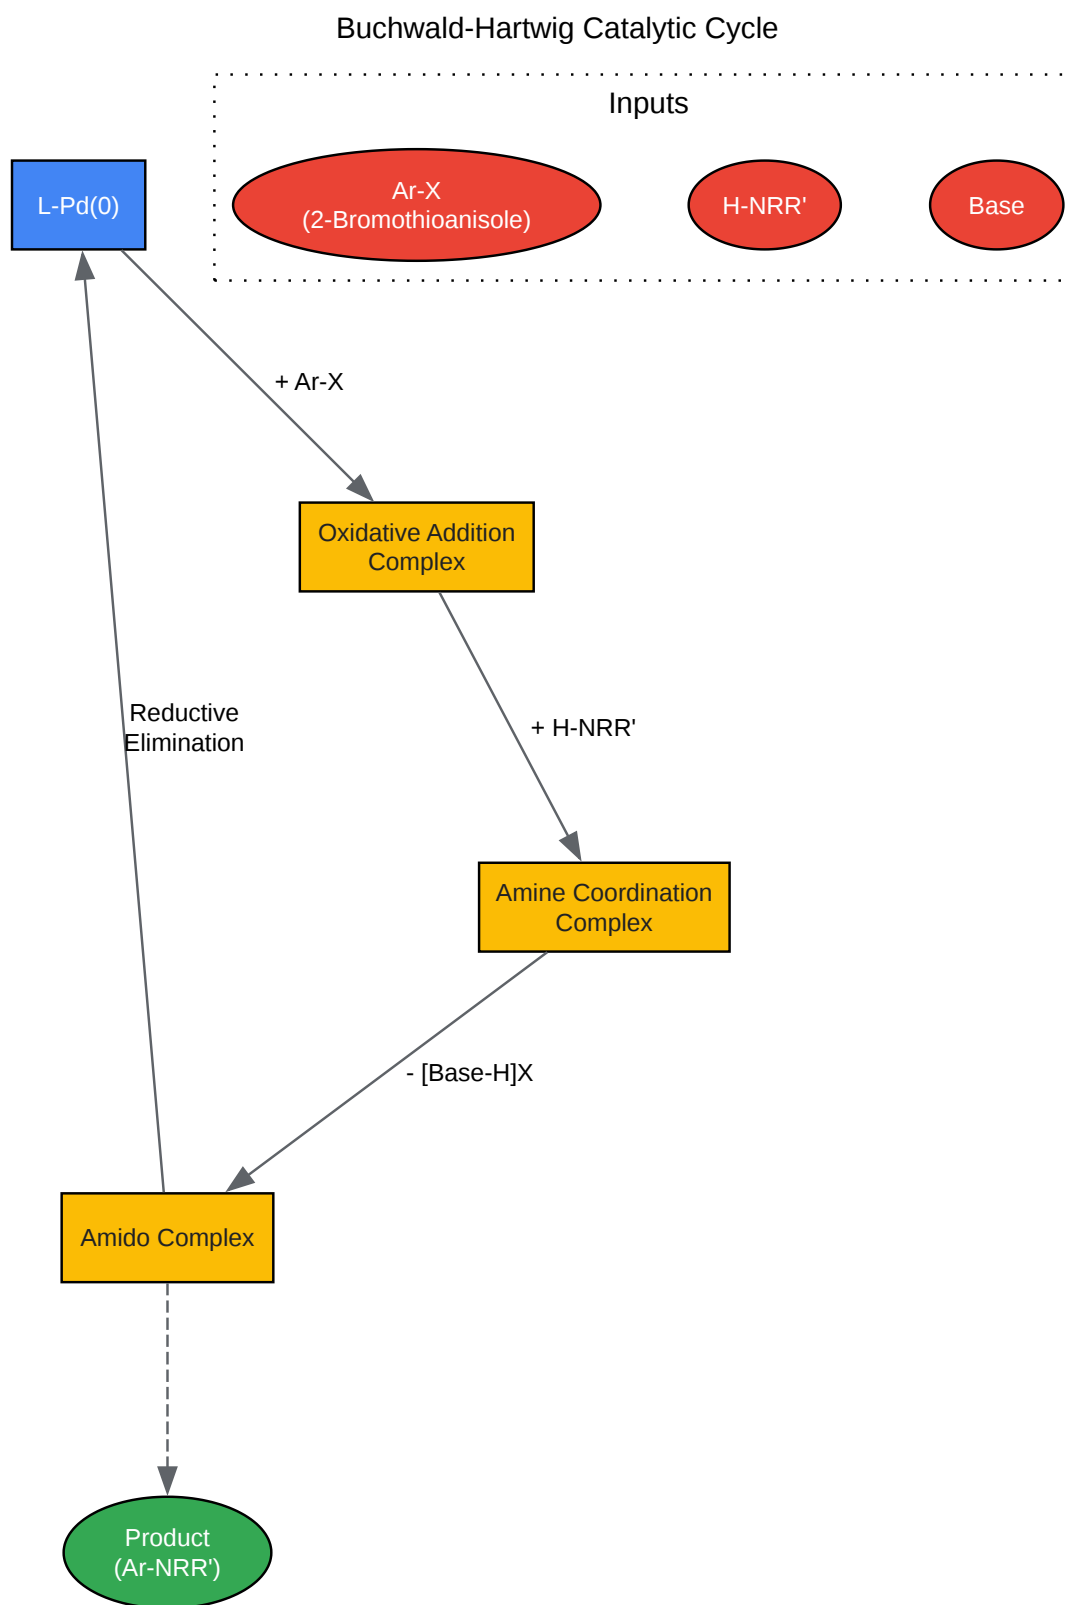 Buchwald-Hartwig Catalytic Cycle
Inputs
L-Pd(0)
Ar-X
(2-Bromothioanisole)
H-NRR'
Base
+ Ar-X
Oxidative Addition
Complex
Reductive
Elimination
+ H-NRR'
Amine Coordination
Complex
- [Base-H]X
Amido Complex
Product
(Ar-NRR')